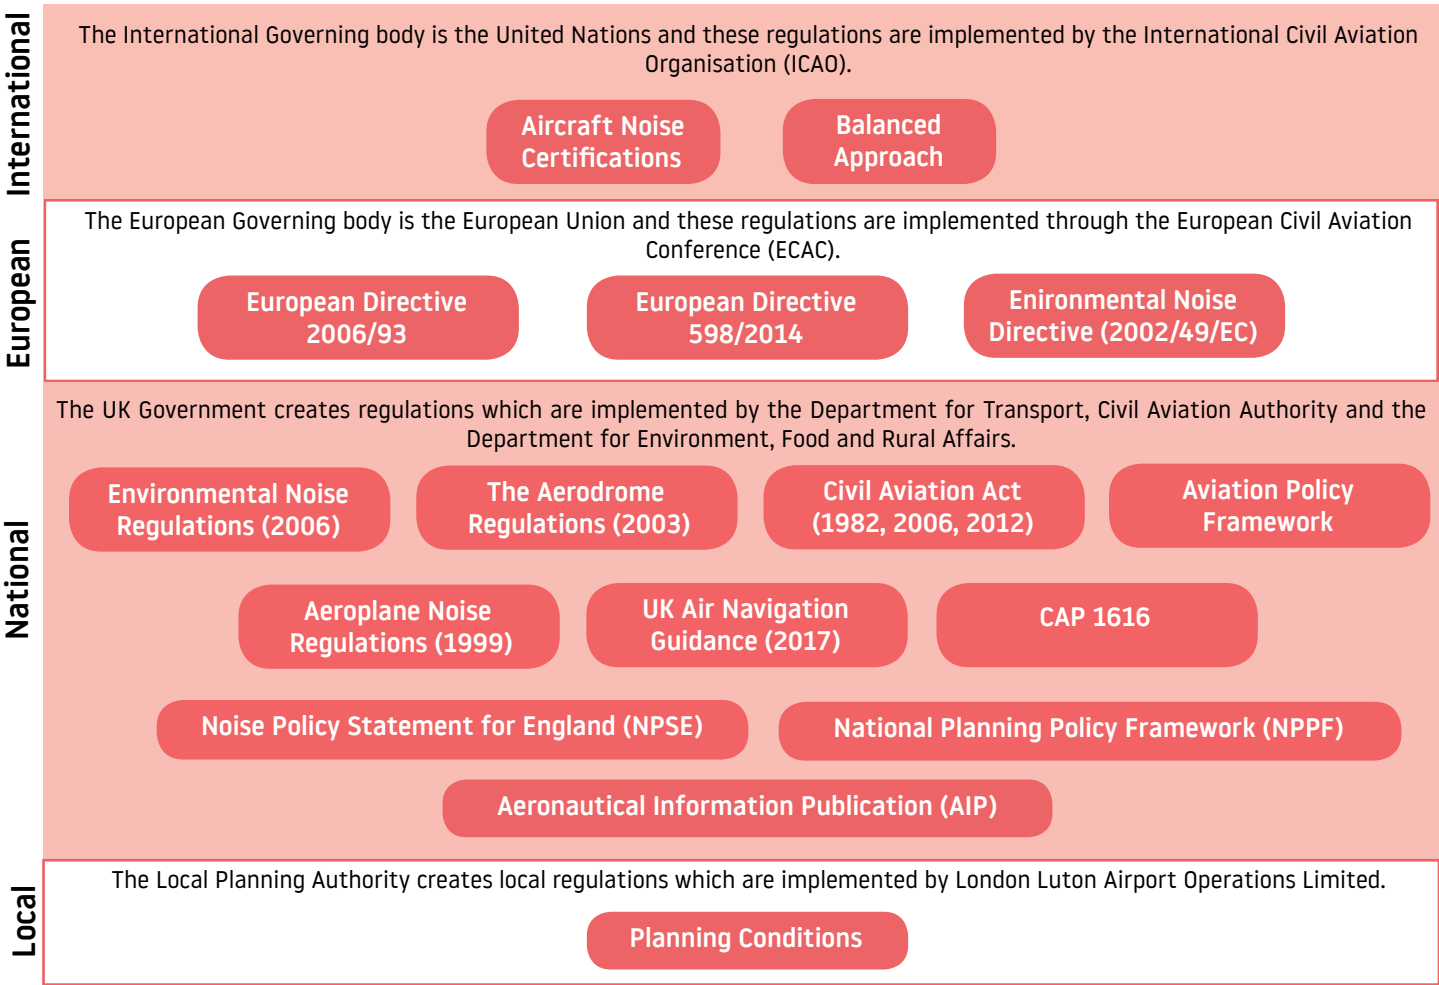 International
The International Governing body is the United Nations and these regulations are implemented by the International Civil Aviation
Organisation (ICAO).
Aircraft Noise
Certifications
Balanced
Approach
European
The European Governing body is the European Union and these regulations are implemented through the European Civil Aviation
Conference (ECAC).
European Directive
2006/93
European Directive
598/2014
Enironmental Noise
Directive (2002/49/EC)
National
The UK Government creates regulations which are implemented by the Department for Transport, Civil Aviation Authority and the
Department for Environment, Food and Rural Affairs.
Environmental Noise
Regulations (2006)
The Aerodrome
Regulations (2003)
Civil Aviation Act
(1982, 2006, 2012)
Aviation Policy
Framework
Aeroplane Noise
Regulations (1999)
UK Air Navigation
Guidance (2017)
CAP 1616
Noise Policy Statement for England (NPSE)
National Planning Policy Framework (NPPF)
Aeronautical Information Publication (AIP)
Local
The Local Planning Authority creates local regulations which are implemented by London Luton Airport Operations Limited.
Planning Conditions